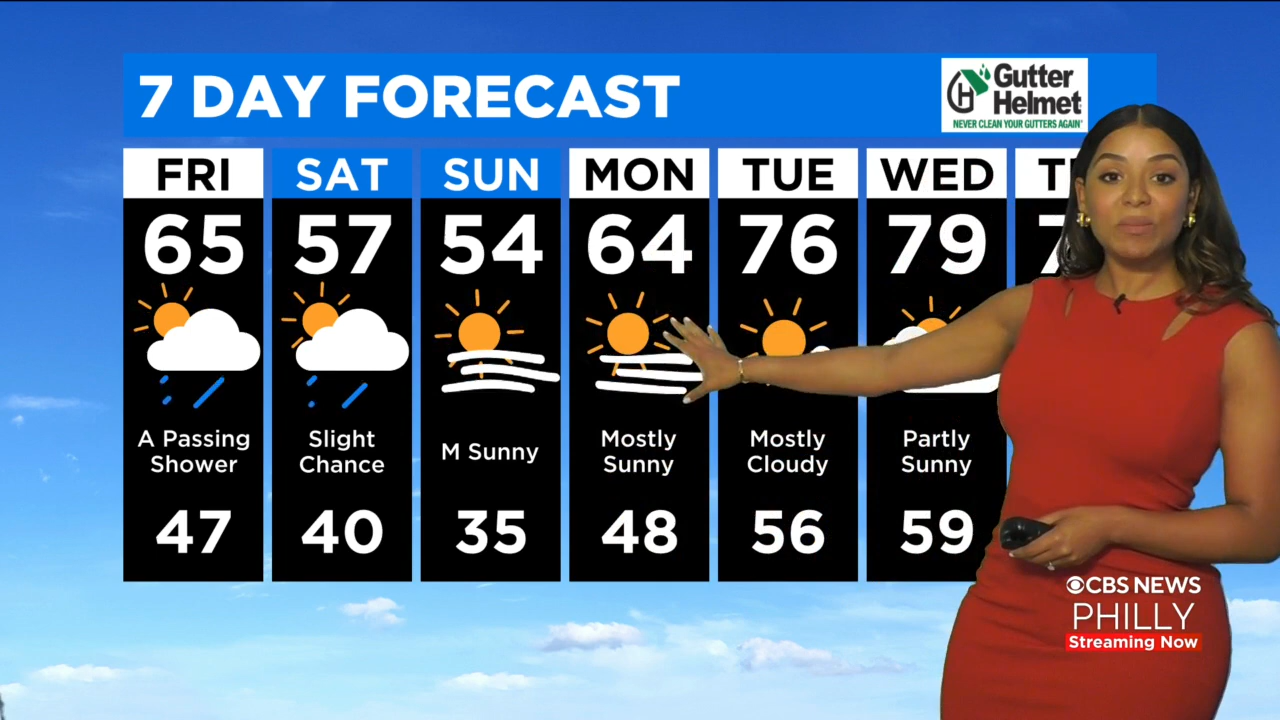 7 DAY FORECAST
Gutter
Helmet
NEVER CLEAN YOUR GUTTERS AGAIN
FRI SAT SUN MON TUE WED
65 57 54 64 76 79
A Passing Shower
Slight Chance
M Sunny
Mostly Sunny
Mostly Cloudy
Partly Sunny
47 40 35 48 56 59
CBS NEWS
PHILLY
Streaming Now